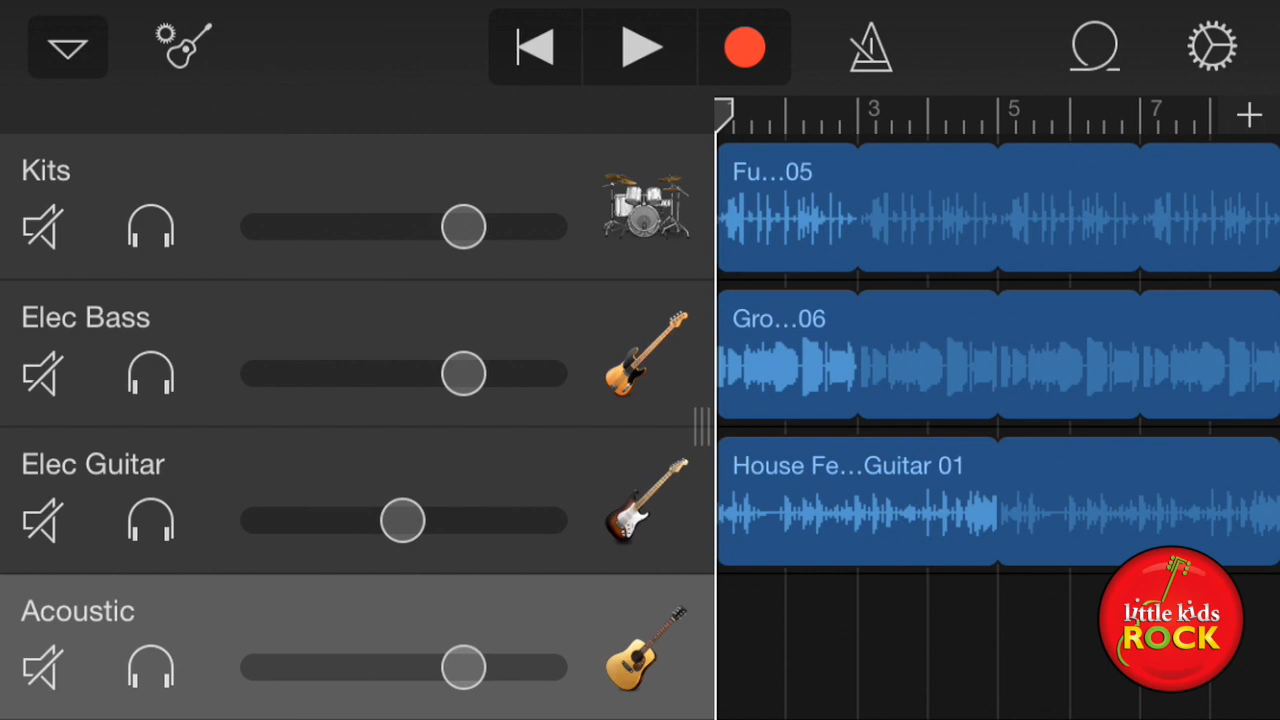 3
5
7
Kits
Fu...05
Elec Bass
Gro...06
Elec Guitar
House Fe...Guitar 01
Acoustic
little kids
ROCK